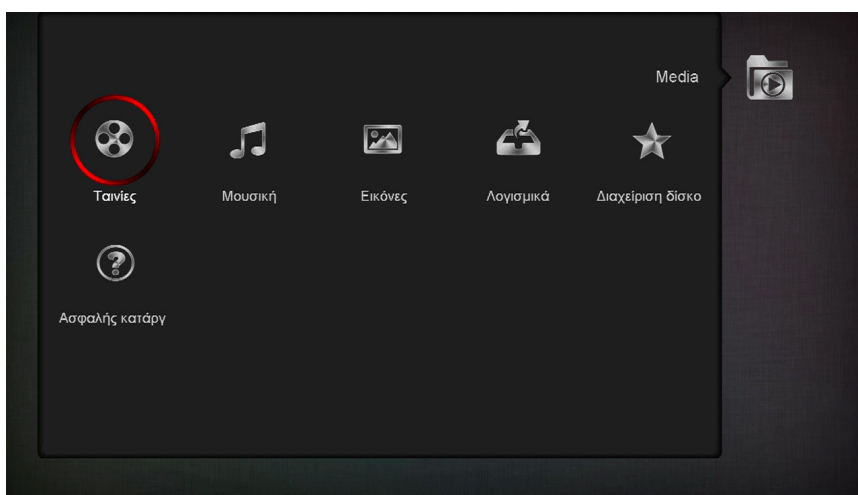 Media
Ταινίες
Μουσική
Εικόνες
Λογισμικά
Διαχείριση δίσκο
Ασφαλής κατάργ